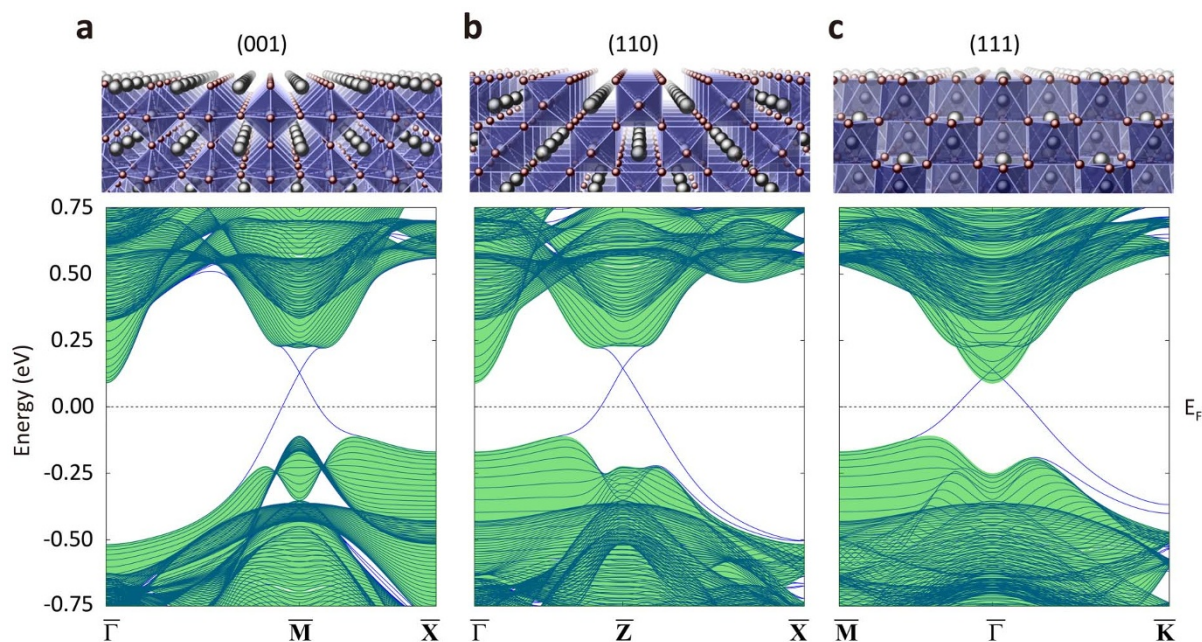 a
(001)
b
(110)
c
(111)
Energy (eV)
0.75
0.50
0.25
0.00
-0.25
-0.50
-0.75
E_F
Γ̅
M̅
X̅
Γ̅
Z̅
X̅
M̅
Γ̅
K̅